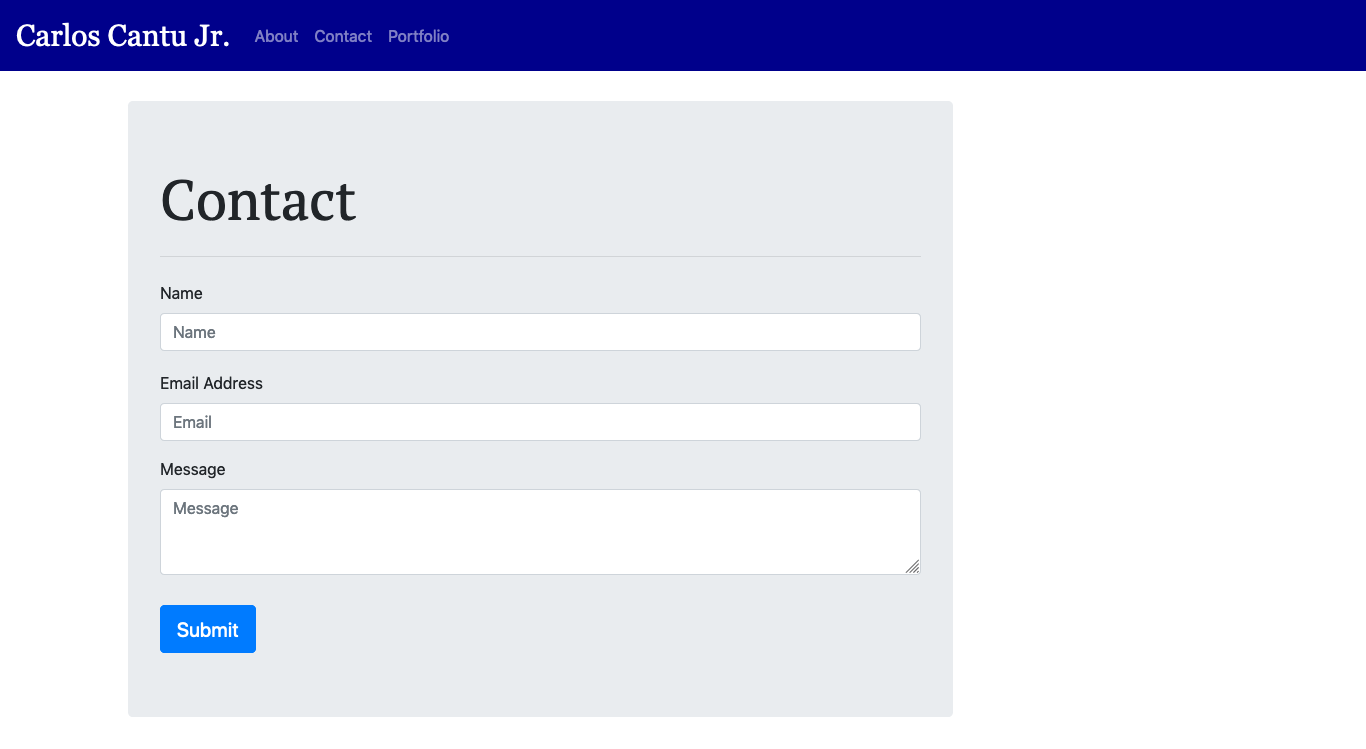 Carlos Cantu Jr. About Contact Portfolio
Contact
Name
Name
Email Address
Email
Message
Message
Submit